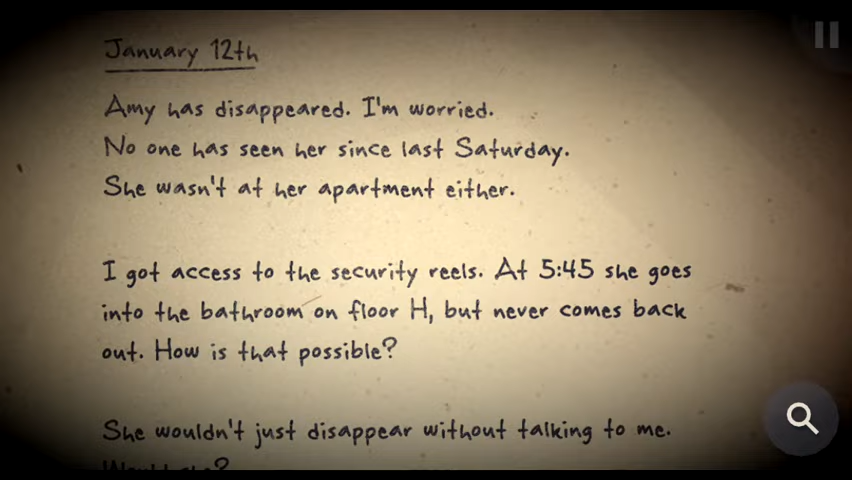 January 12th
Amy has disappeared. I'm worried.
No one has seen her since last Saturday.
She wasn't at her apartment either.
I got access to the security reels. At 5:45 she goes
into the bathroom on floor H, but never comes back
out. How is that possible?
She wouldn't just disappear without talking to me.